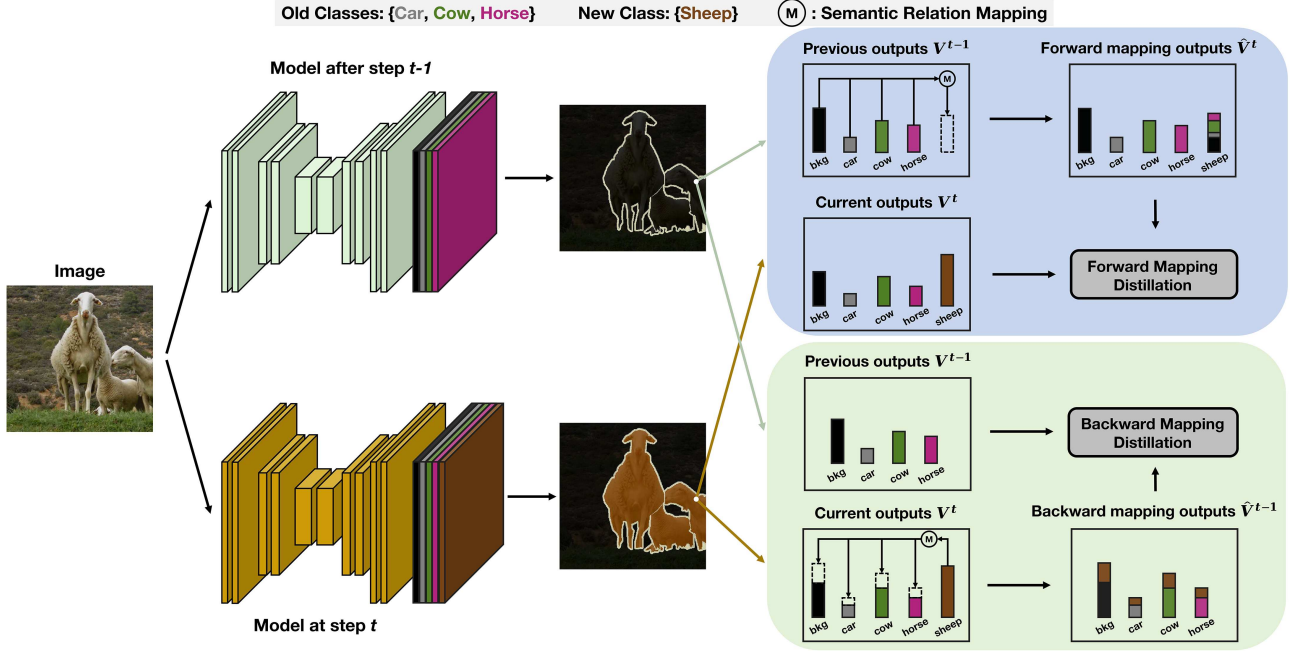 Old Classes: {Car, Cow, Horse} New Class: {Sheep} M : Semantic Relation Mapping
Model after step t-1
Image
Model at step t
Previous outputs V^{t-1}
M
bkg car cow horse
Forward mapping outputs V̂^t
bkg car cow horse sheep
Current outputs V^t
bkg car cow horse sheep
Forward Mapping
Distillation
Previous outputs V^{t-1}
bkg car cow horse
Backward Mapping
Distillation
Current outputs V^t
M
bkg car cow horse sheep
Backward mapping outputs V̂^{t-1}
bkg car cow horse